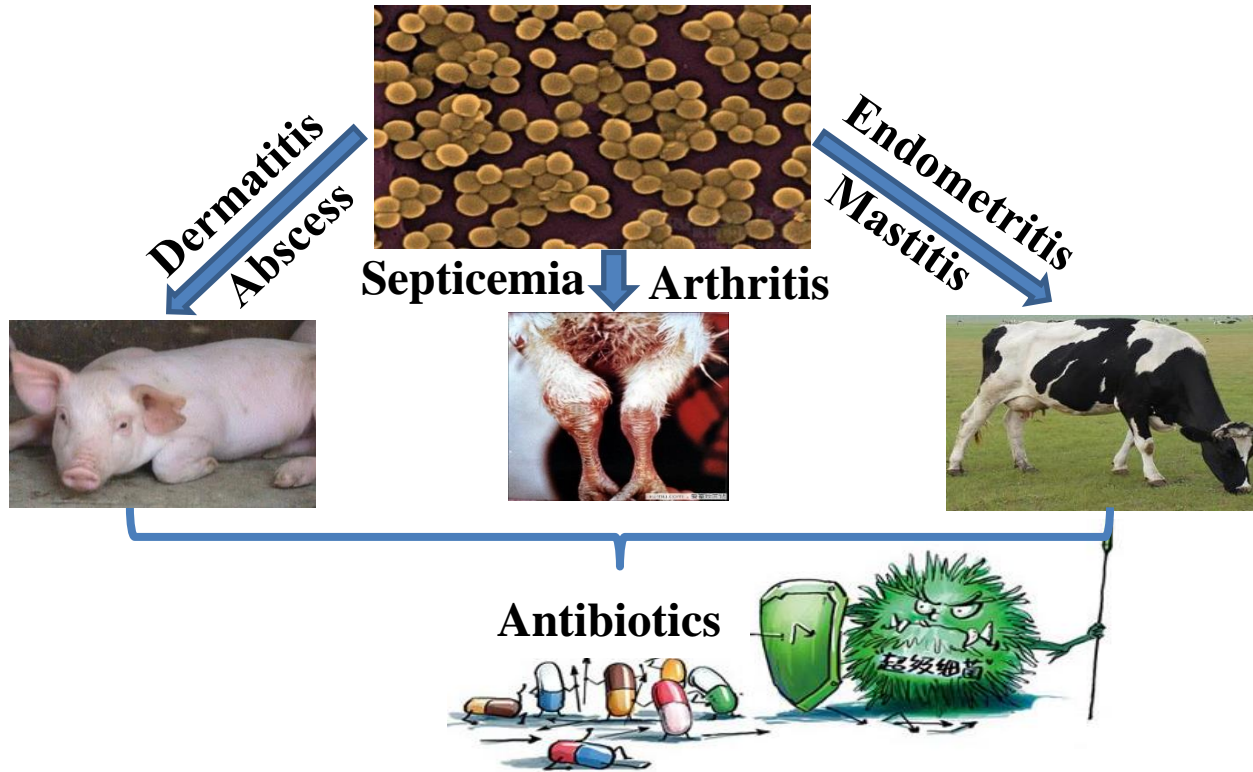 Dermatitis
Abscess
Endometritis
Mastitis
Septicemia
Arthritis
Antibiotics
超级细菌